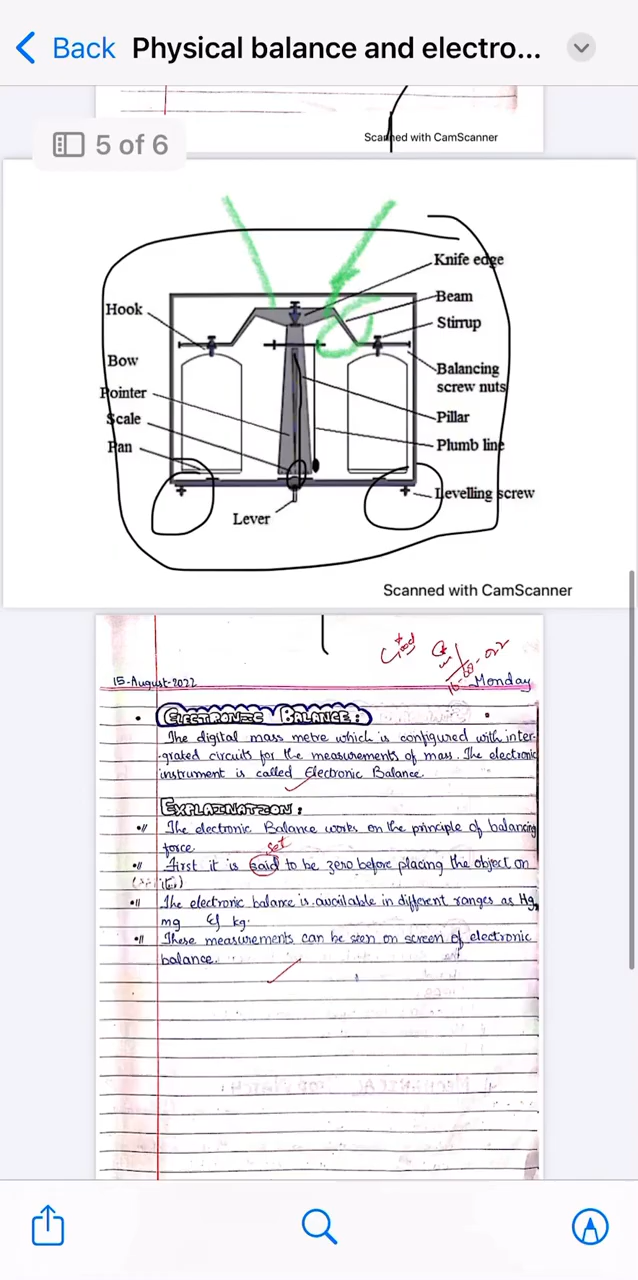 Back
Physical balance and electro...
Scanned with CamScanner
5 of 6
Knife edge
Hook
Beam
Stirrup
Bow
Balancing
screw nuts
Pointer
Pillar
Scale
Plumb line
Pan
Levelling screw
Lever
Scanned with CamScanner
Good
15-August-2022
Monday
ELECTRONIC BALANCE:
The digital mass metre which is configured with inter-
-grated circuits for the measurements of mass. The electronic
instrument is called Electronic Balance.
EXPLAINATION:
The electronic Balance works on the principle of balancing
force.
set
First it is said to be zero before placing the object on
The electronic balance is available in different ranges as Hg,
mg & kg.
These measurements can be seen on screen of electronic
balance.